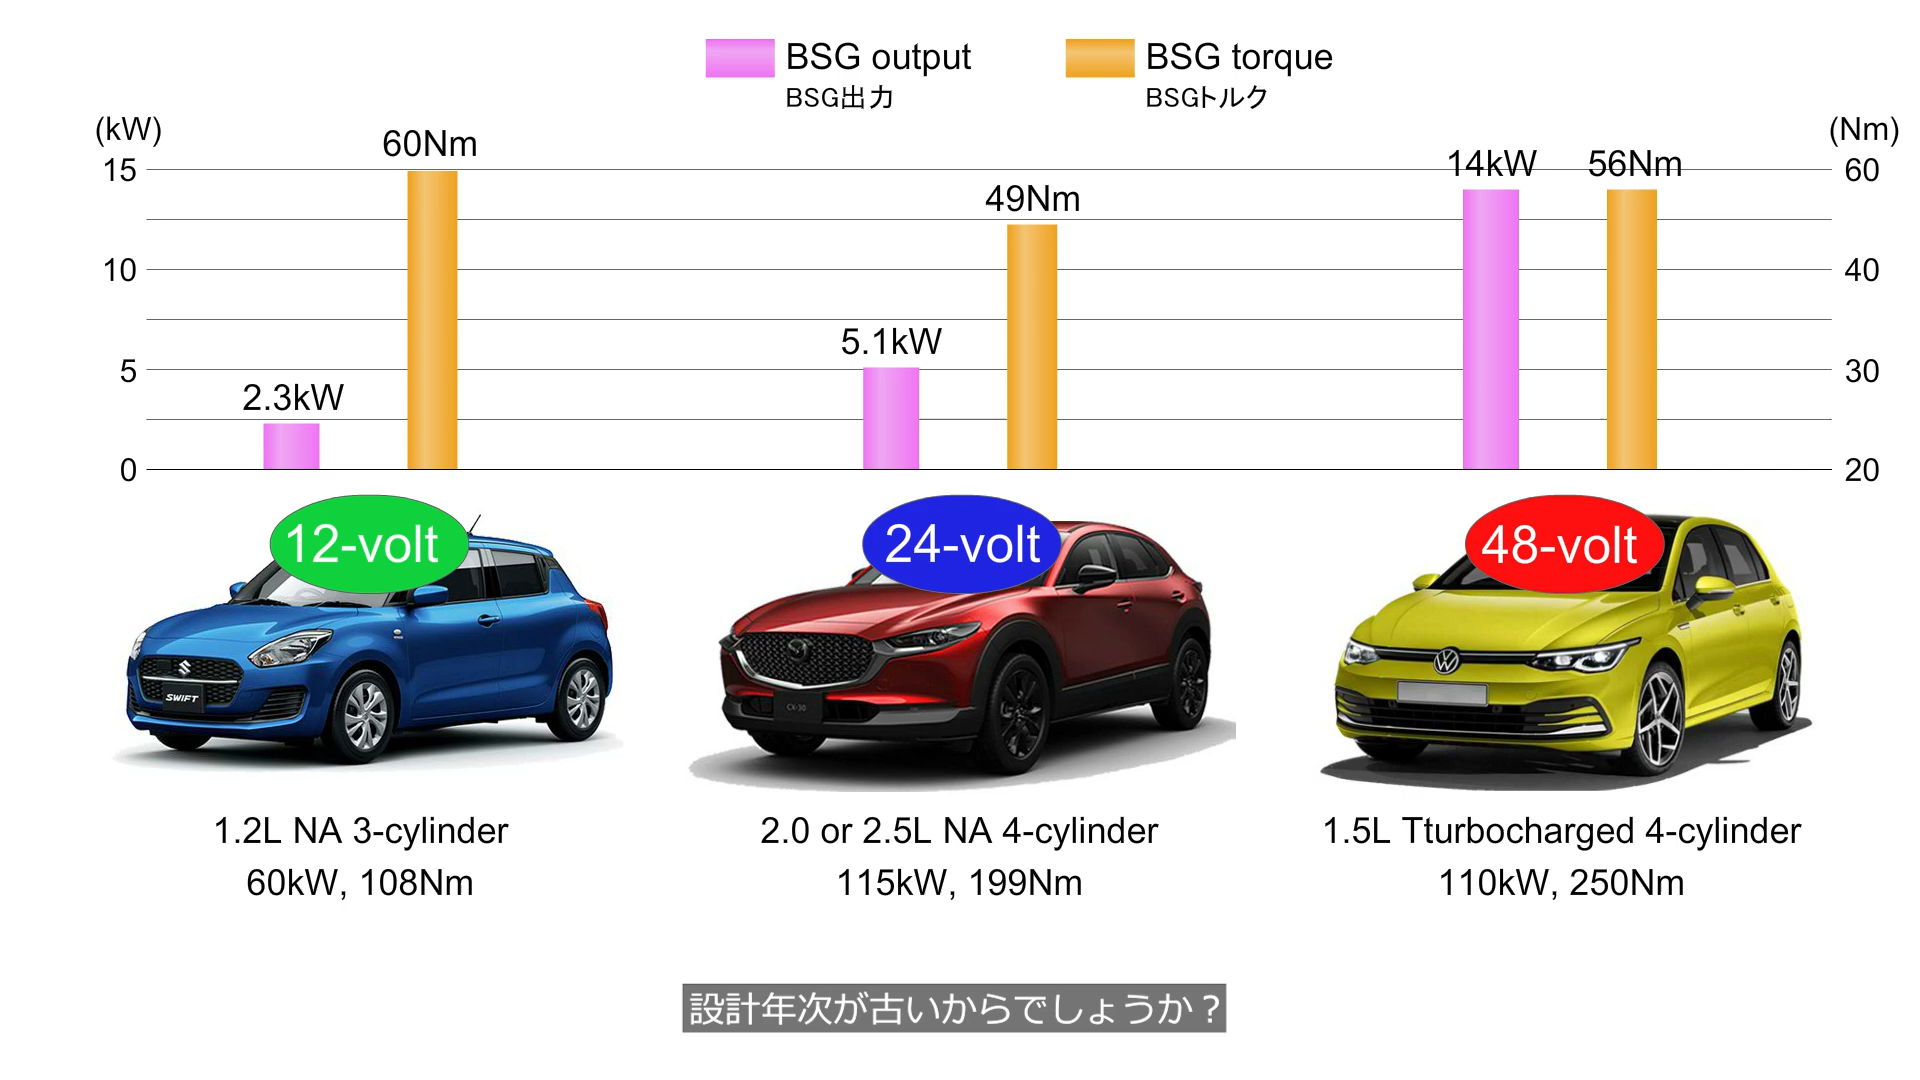 BSG output
BSG出力
BSG torque
BSGトルク
(kW)
(Nm)
15
10
5
0
60
40
30
20
2.3kW
60Nm
5.1kW
49Nm
14kW
56Nm
12-volt
24-volt
48-volt
SWIFT
CX-30
1.2L NA 3-cylinder
60kW, 108Nm
2.0 or 2.5L NA 4-cylinder
115kW, 199Nm
1.5L Tturbocharged 4-cylinder
110kW, 250Nm
設計年次が古いからでしょうか？